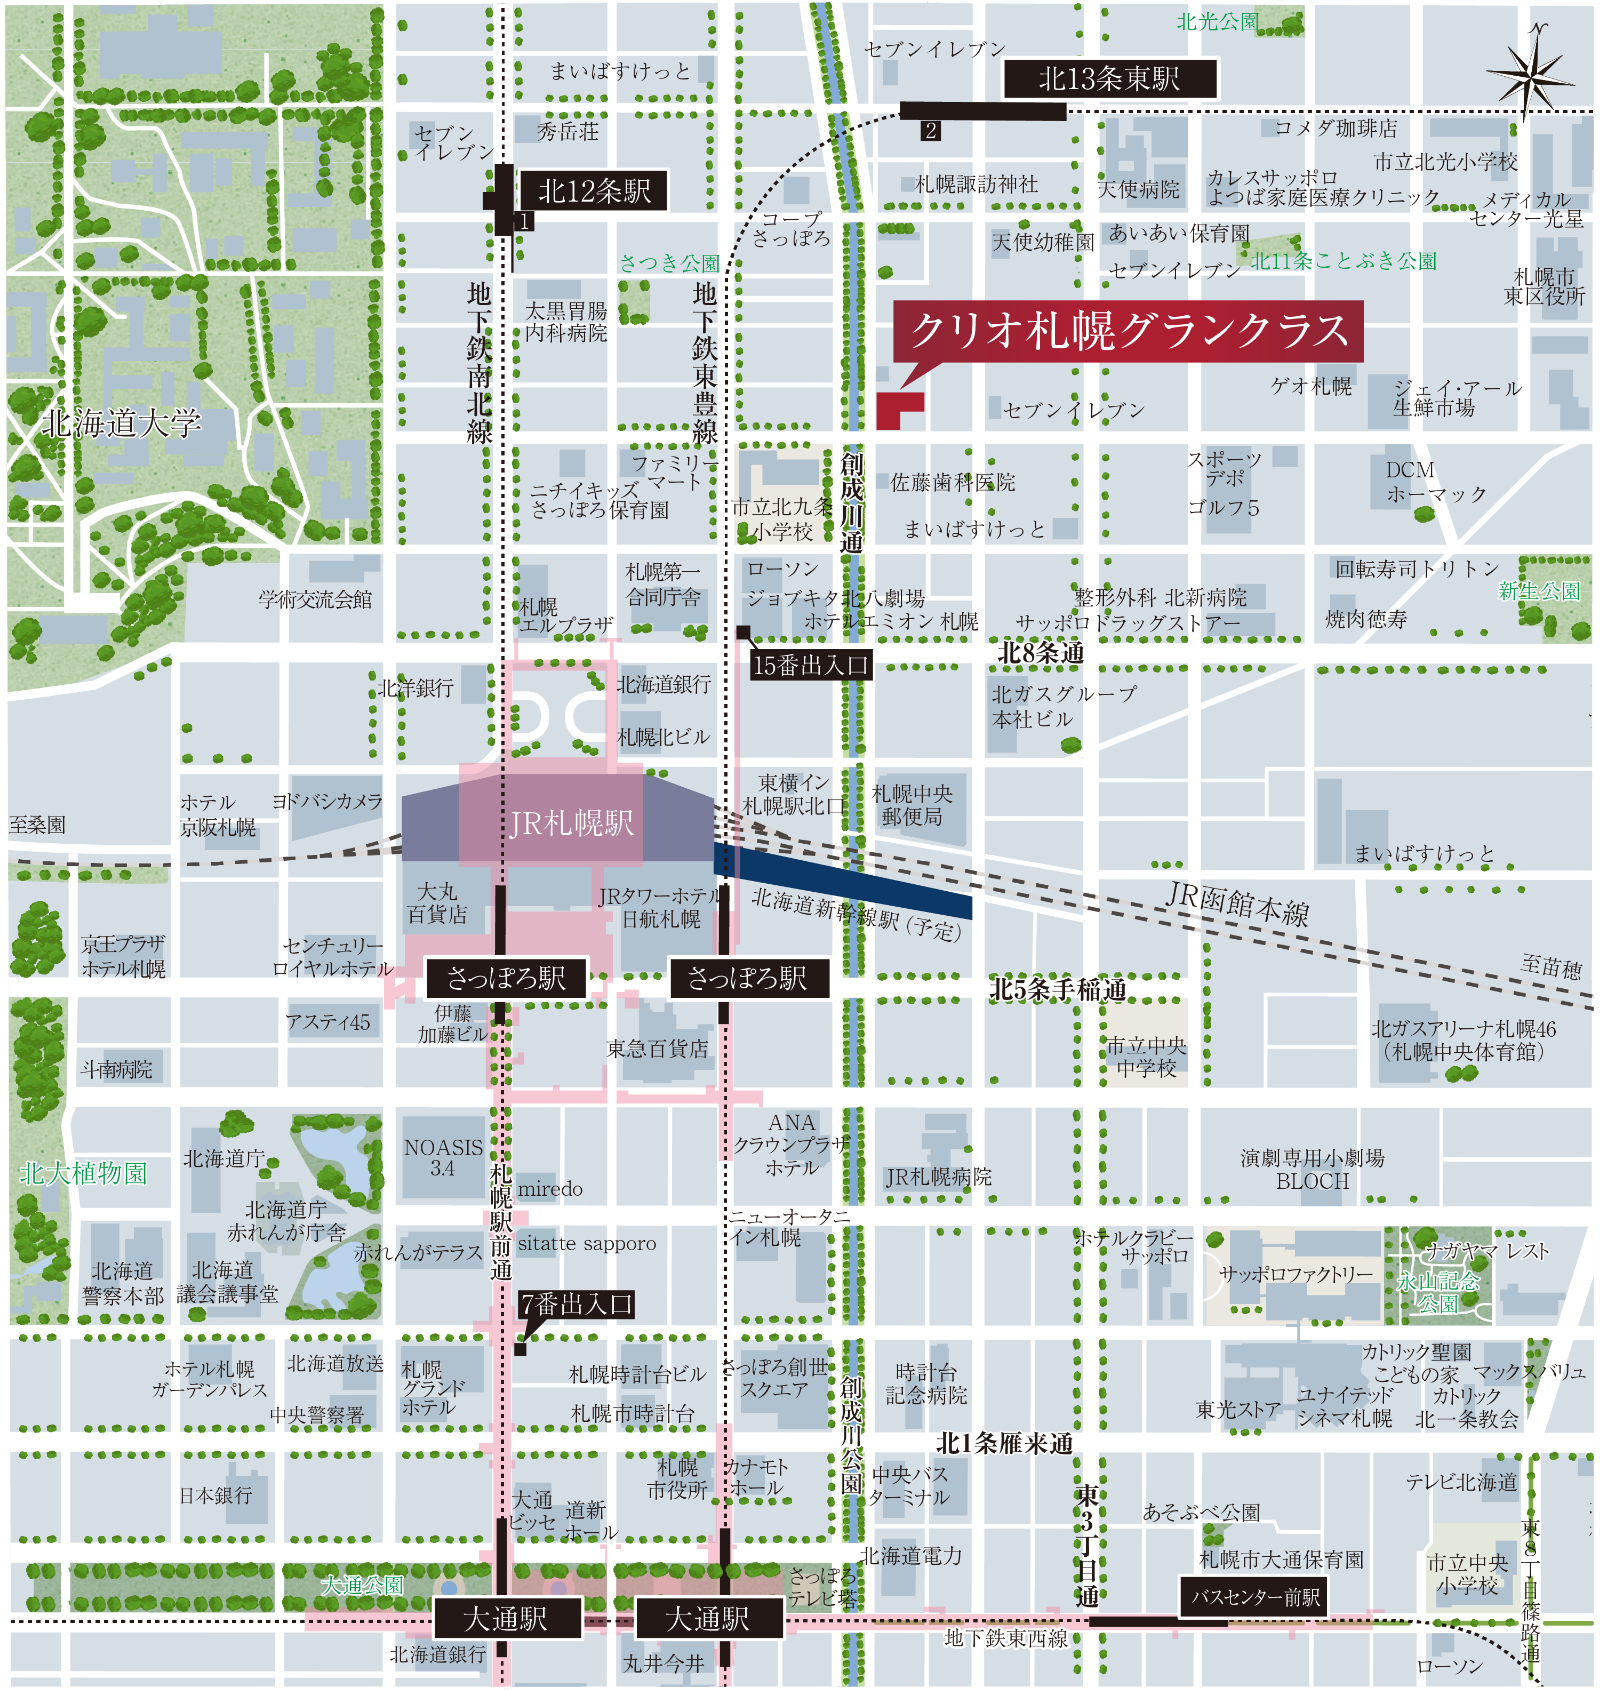 北光公園
N
セブンイレブン
まいばすけっと
北13条東駅
2
セブン
イレブン
秀岳荘
コメダ珈琲店
市立北光小学校
北12条駅
1
札幌諏訪神社
天使病院
カレスサッポロ
よつば家庭医療クリニック
メディカル
センター光星
コープ
さっぽろ
天使幼稚園
あいあい保育園
さつき公園
セブンイレブン
北11条ことぶき公園
札幌市
東区役所
地下鉄南北線
太黒胃腸
内科病院
地下鉄東豊線
クリオ札幌グランクラス
ゲオ札幌
ジェイ・アール
生鮮市場
セブンイレブン
北海道大学
ファミリー
マート
ニチイキッズ
さっぽろ保育園
市立北九条
小学校
創成川通
佐藤歯科医院
まいばすけっと
スポーツ
デポ
ゴルフ5
DCM
ホーマック
学術交流会館
札幌
エルプラザ
札幌第一
合同庁舎
ローソン
ジョブキタ北八劇場
ホテルエミオン 札幌
整形外科 北新病院
サッポロドラッグストアー
回転寿司トリトン
焼肉徳寿
新生公園
北8条通
15番出入口
北洋銀行
北海道銀行
札幌北ビル
北ガスグループ
本社ビル
至桑園
ホテル
京阪札幌
ヨドバシカメラ
JR札幌駅
東横イン
札幌駅北口
札幌中央
郵便局
まいばすけっと
大丸
百貨店
JRタワーホテル
日航札幌
北海道新幹線駅(予定)
JR函館本線
至苗穂
京王プラザ
ホテル札幌
センチュリー
ロイヤルホテル
さっぽろ駅
さっぽろ駅
北5条手稲通
アスティ45
伊藤
加藤ビル
東急百貨店
斗南病院
市立中央
中学校
北ガスアリーナ札幌46
(札幌中央体育館)
北大植物園
北海道庁
NOASIS
3.4
札幌駅前通
miredo
ANA
クラウンプラザ
ホテル
JR札幌病院
演劇専用小劇場
BLOCH
北海道庁
赤れんが庁舎
赤れんがテラス
sitatte sapporo
ニューオータニ
イン札幌
ホテルクラビー
サッポロ
サッポロファクトリー
ナガヤマ レスト
永山記念
公園
北海道
警察本部
北海道
議会議事堂
7番出入口
ホテル札幌
ガーデンパレス
北海道放送
中央警察署
札幌
グランド
ホテル
札幌時計台ビル
札幌市時計台
さっぽろ創世
スクエア
創成川公園
時計台
記念病院
カトリック聖園
こどもの家
マックスバリュ
東光ストア
ユナイテッド
シネマ札幌
カトリック
北一条教会
北1条雁来通
日本銀行
大通
ビッセ
道新
ホール
札幌
市役所
カナモト
ホール
中央バス
ターミナル
東3丁目通
あそぶべ公園
テレビ北海道
東8丁目篠路通
大通公園
さっぽろ
テレビ塔
北海道電力
札幌市大通保育園
市立中央
小学校
大通駅
大通駅
バスセンター前駅
北海道銀行
丸井今井
地下鉄東西線
ローソン